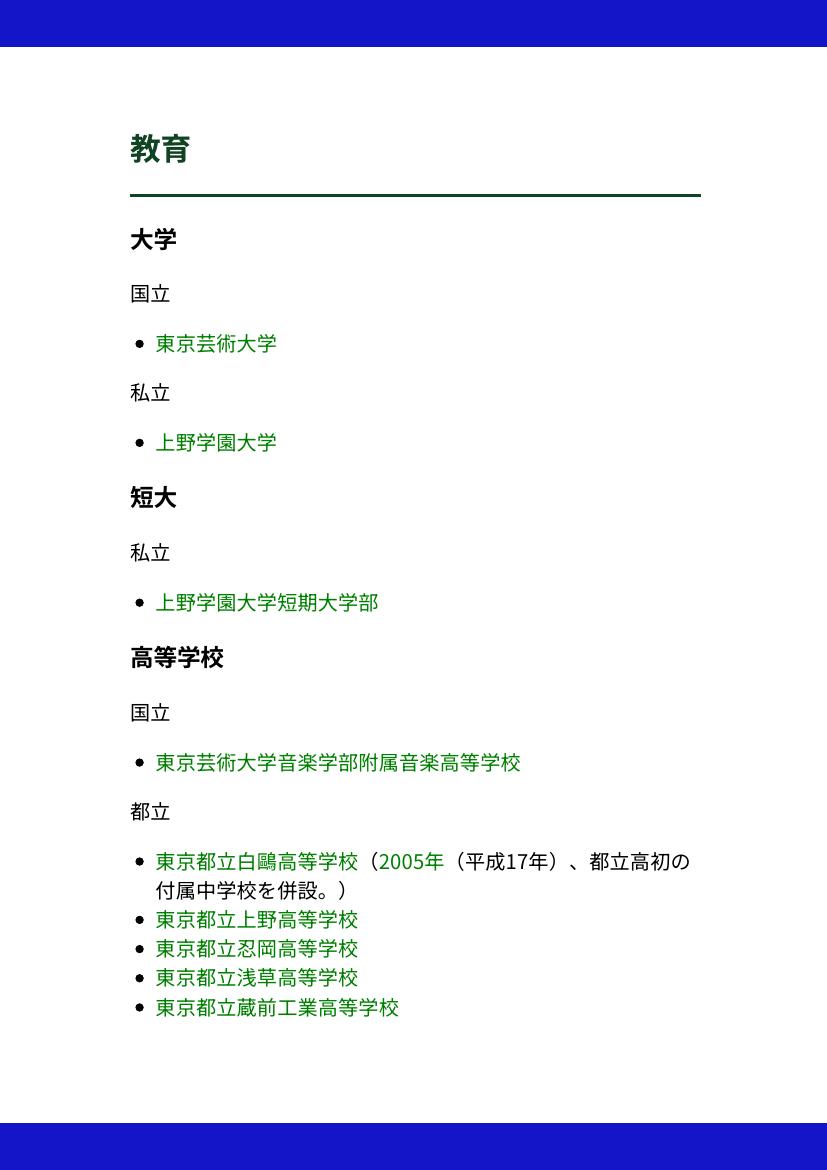 教育
大学
国立
東京芸術大学
私立
上野学園大学
短大
私立
上野学園大学短期大学部
高等学校
国立
東京芸術大学音楽学部附属音楽高等学校
都立
東京都立白鷗高等学校（2005年（平成17年）、都立高初の
付属中学校を併設。）
東京都立上野高等学校
東京都立忍岡高等学校
東京都立浅草高等学校
東京都立蔵前工業高等学校